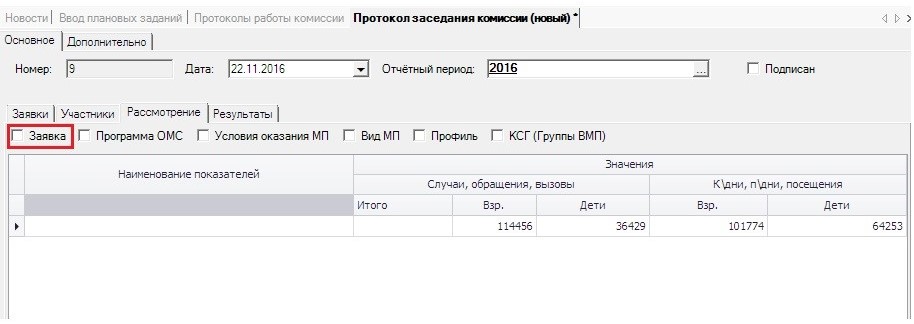 Новости | Ввод плановых заданий | Протоколы работы комиссии | Протокол заседания комиссии (новый) *
Основное Дополнительно
Номер: 9 Дата: 22.11.2016 Отчётный период: 2016 ... Подписан
Заявки Участники Рассмотрение Результаты
Заявка Программа ОМС Условия оказания МП Вид МП Профиль КСГ (Группы ВМП)
Наименование показателей Значения
Случаи, обращения, вызовы К\дни, п\дни, посещения
Итого Взр. Дети Взр. Дети
114456 36429 101774 64253